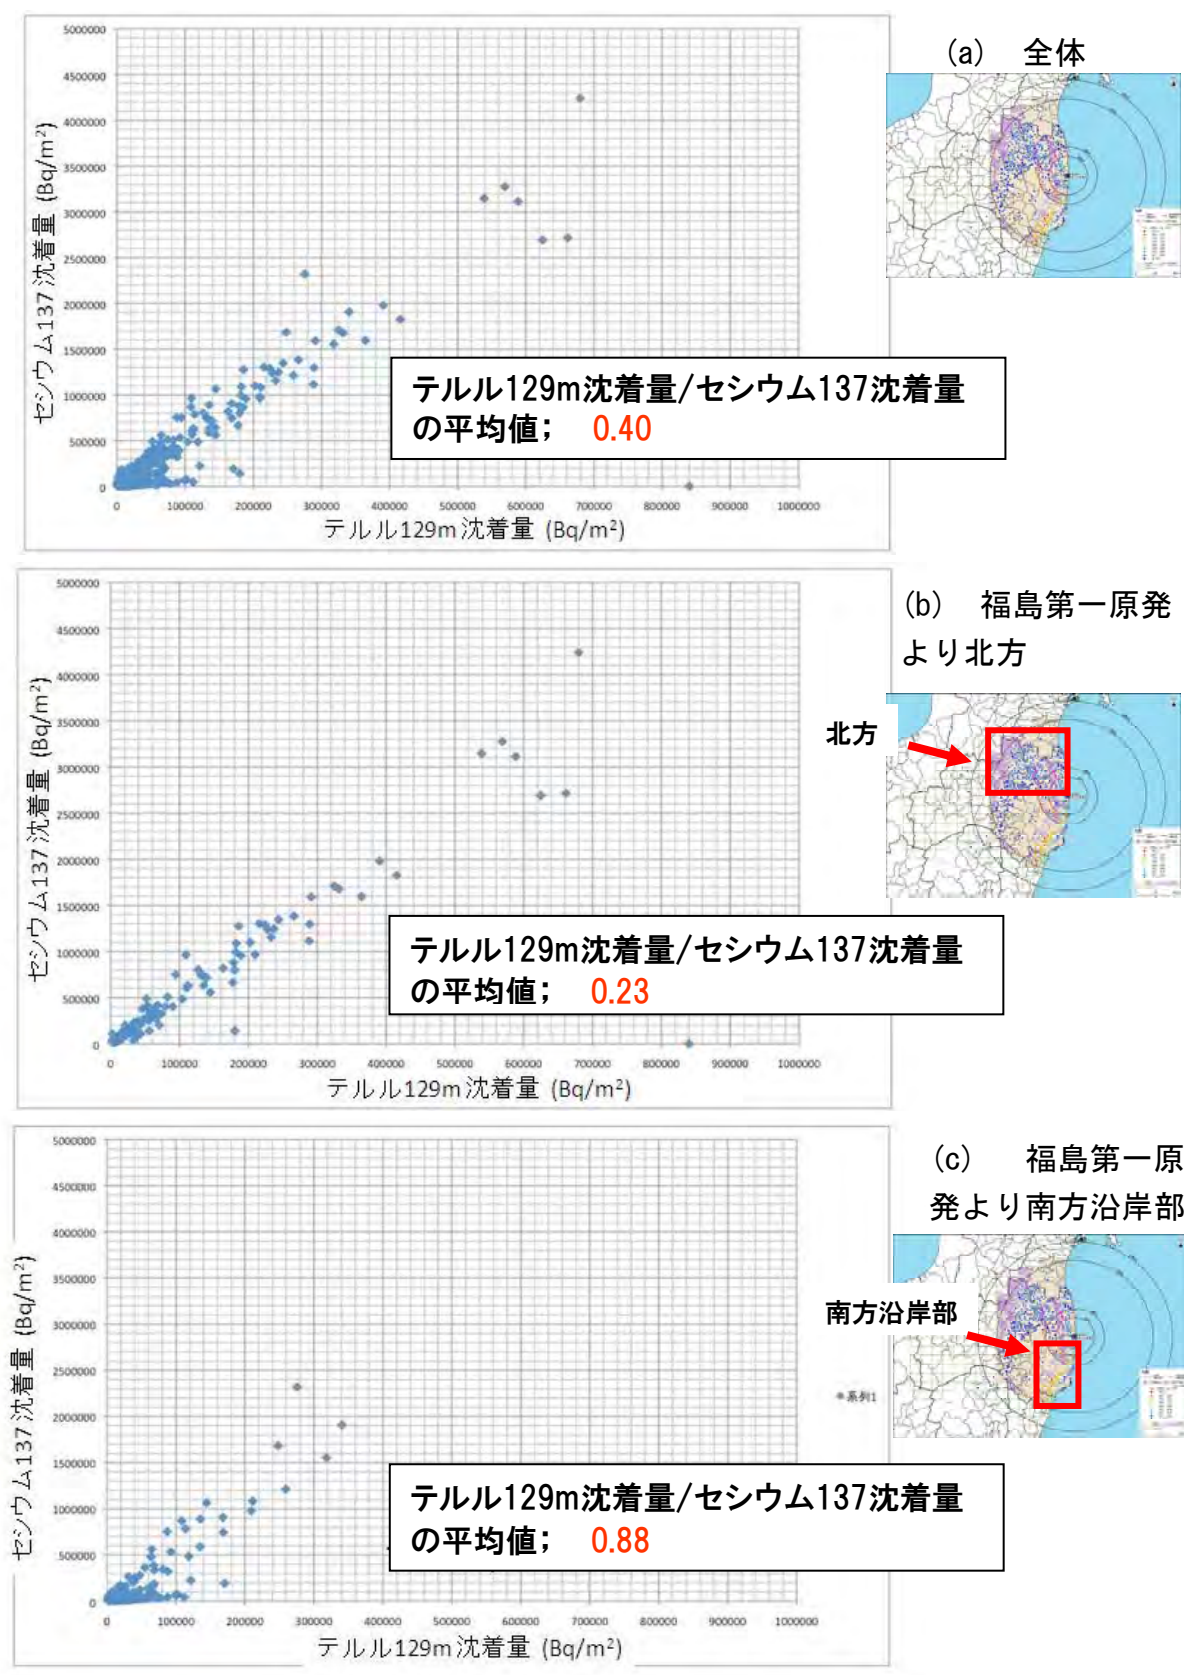 (a) 全体
5000000
4500000
4000000
3500000
3000000
2500000
2000000
1500000
1000000
500000
0
セシウム137沈着量 (Bq/m²)
テルル129m沈着量/セシウム137沈着量
の平均値; 0.40
0 100000 200000 300000 400000 500000 600000 700000 800000 900000 1000000
テルル129m沈着量 (Bq/m²)
(b) 福島第一原発
より北方
北方
5000000
4500000
4000000
3500000
3000000
2500000
2000000
1500000
1000000
500000
0
セシウム137沈着量 (Bq/m²)
テルル129m沈着量/セシウム137沈着量
の平均値; 0.23
0 100000 200000 300000 400000 500000 600000 700000 800000 900000 1000000
テルル129m沈着量 (Bq/m²)
(c) 福島第一原
発より南方沿岸部
南方沿岸部
5000000
4500000
4000000
3500000
3000000
2500000
2000000
1500000
1000000
500000
0
セシウム137沈着量 (Bq/m²)
系列1
テルル129m沈着量/セシウム137沈着量
の平均値; 0.88
0 100000 200000 300000 400000 500000 600000 700000 800000 900000 1000000
テルル129m沈着量 (Bq/m²)